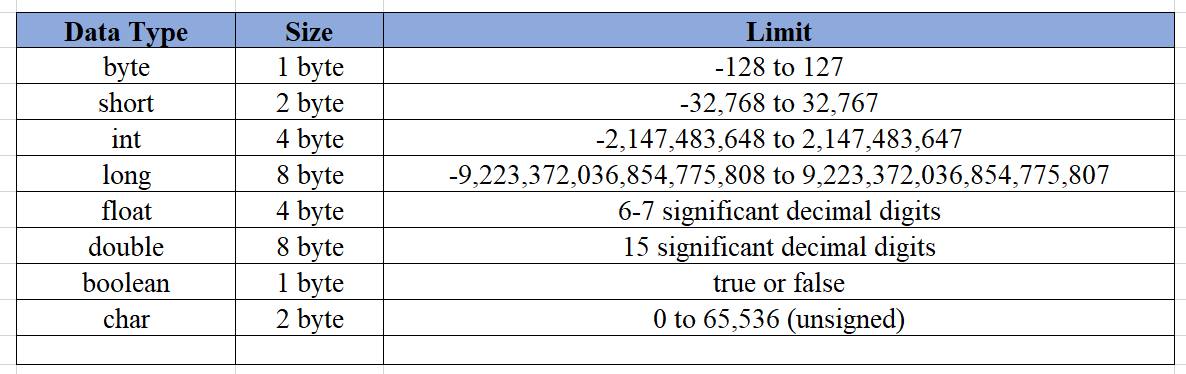 Data Type Size Limit
byte 1 byte -128 to 127
short 2 byte -32,768 to 32,767
int 4 byte -2,147,483,648 to 2,147,483,647
long 8 byte -9,223,372,036,854,775,808 to 9,223,372,036,854,775,807
float 4 byte 6-7 significant decimal digits
double 8 byte 15 significant decimal digits
boolean 1 byte true or false
char 2 byte 0 to 65,536 (unsigned)